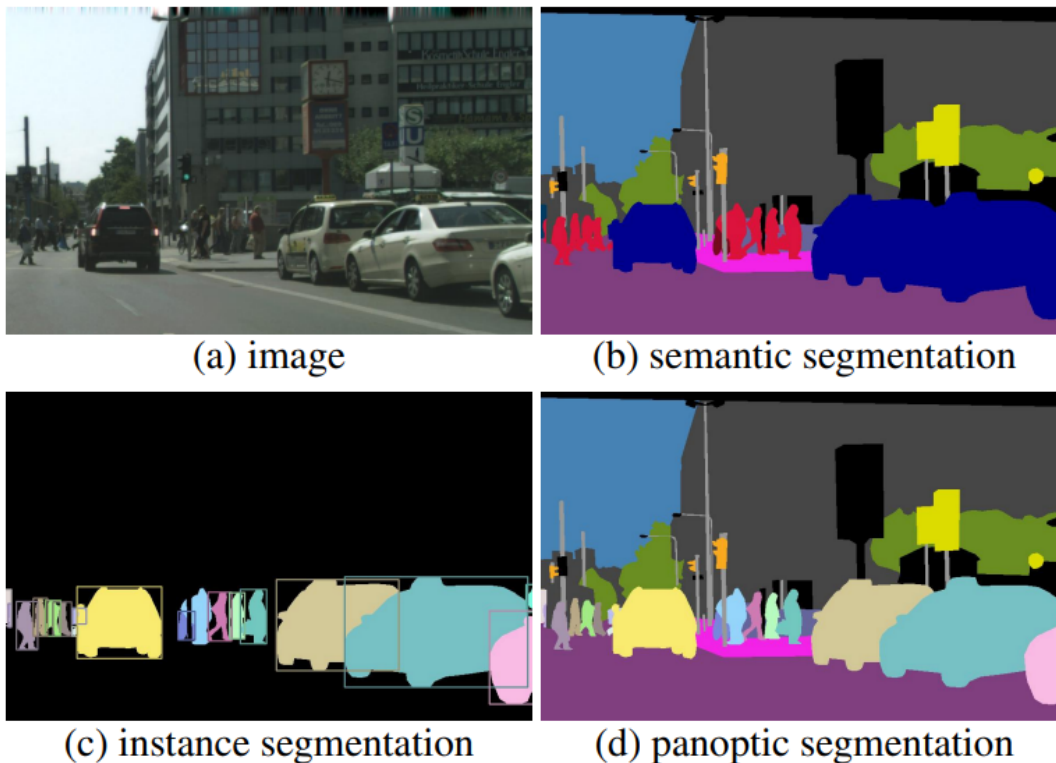 S
U
(a) image
(b) semantic segmentation
(c) instance segmentation
(d) panoptic segmentation